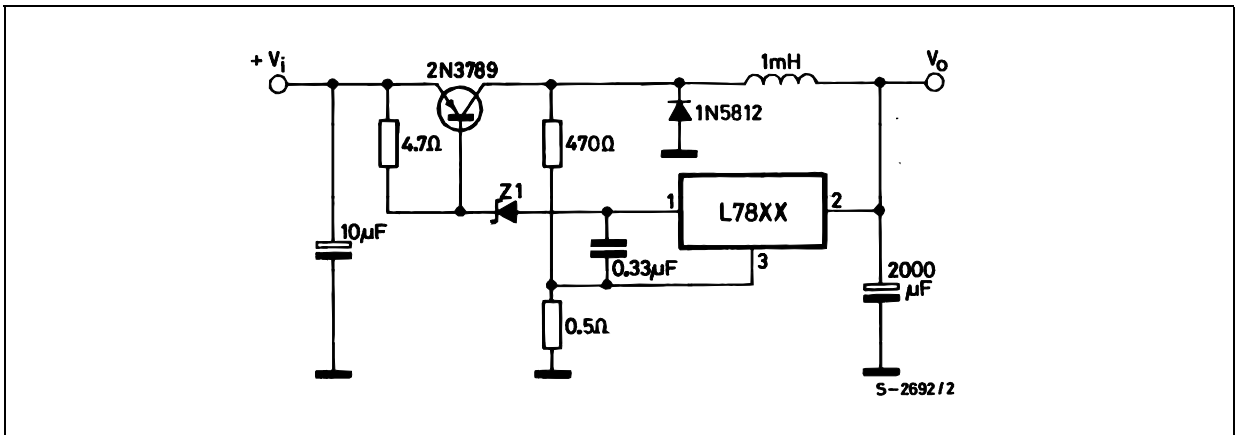 + Vi
2N3789
1mH
Vo
4.7Ω
470Ω
1N5812
Z1
1
L78XX
2
10µF
0.33µF
3
2000
µF
0.5Ω
S-2692/2